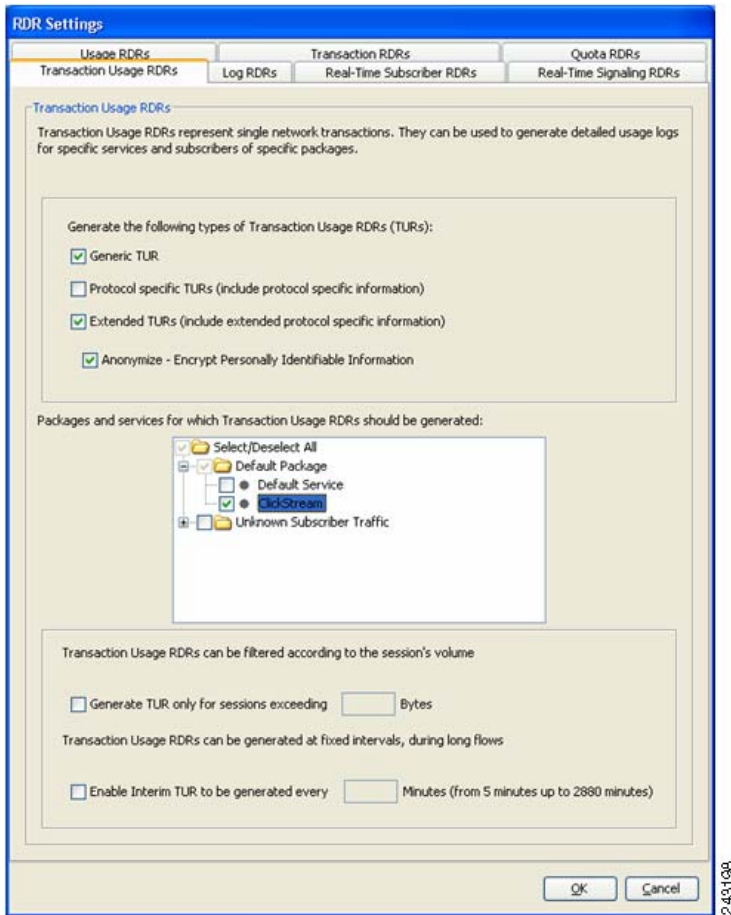 RDR Settings
Usage RDRs
Transaction RDRs
Quota RDRs
Transaction Usage RDRs
Log RDRs
Real-Time Subscriber RDRs
Real-Time Signaling RDRs
Transaction Usage RDRs
Transaction Usage RDRs represent single network transactions. They can be used to generate detailed usage logs
for specific services and subscribers of specific packages.
Generate the following types of Transaction Usage RDRs (TURs):
Generic TUR
Protocol specific TURs (include protocol specific information)
Extended TURs (include extended protocol specific information)
Anonymize - Encrypt Personally Identifiable Information
Packages and services for which Transaction Usage RDRs should be generated:
Select/Deselect All
Default Package
Default Service
ClickStream
Unknown Subscriber Traffic
Transaction Usage RDRs can be filtered according to the session's volume
Generate TUR only for sessions exceeding Bytes
Transaction Usage RDRs can be generated at fixed intervals, during long flows
Enable Interim TUR to be generated every Minutes (from 5 minutes up to 2880 minutes)
OK
Cancel
243198